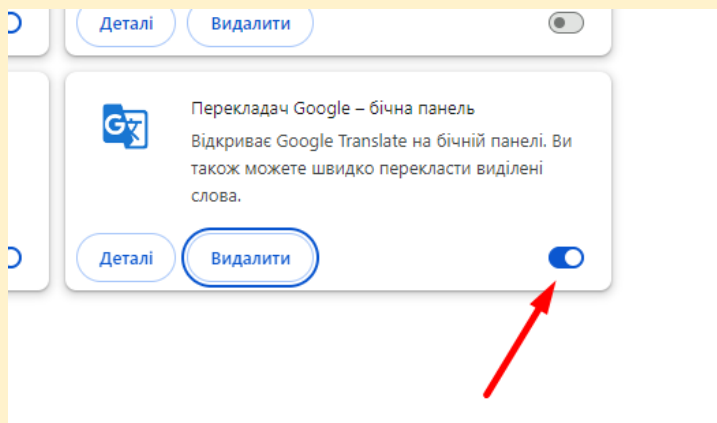 Деталі Видалити
Перекладач Google – бічна панель
Відкриває Google Translate на бічній панелі. Ви
також можете швидко перекласти виділені
слова.
Деталі Видалити